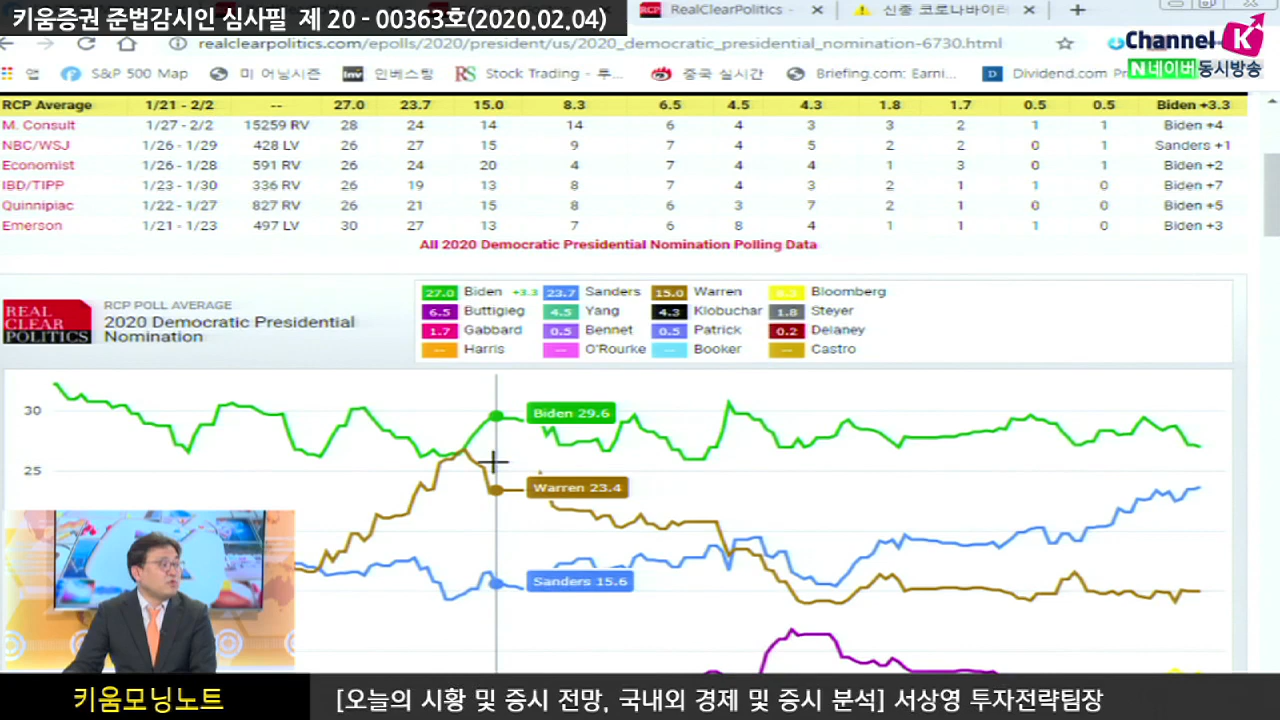 키움증권 준법감시인 심사필 제 20 - 00363호(2020.02.04)
RealClearPolitics -
신종 코로나바이러
realclearpolitics.com/epolls/2020/president/us/2020_democratic_presidential_nomination-6730.html
Channel K
N네이버 동시방송
앱 S&P 500 Map 미 어닝시즌 Inv 인베스팅 RS Stock Trading - 투... 중국 실시간 Briefing.com: Earni... D Dividend.com Pr
RCP Average 1/21 - 2/2 -- 27.0 23.7 15.0 8.3 6.5 4.5 4.3 1.8 1.7 0.5 0.5 Biden +3.3
M. Consult 1/27 - 2/2 15259 RV 28 24 14 14 6 4 3 3 2 1 1 Biden +4
NBC/WSJ 1/26 - 1/29 428 LV 26 27 15 9 7 4 5 2 2 0 1 Sanders +1
Economist 1/26 - 1/28 591 RV 26 24 20 4 7 4 4 1 3 0 1 Biden +2
IBD/TIPP 1/23 - 1/30 336 RV 26 19 13 8 7 4 3 2 1 1 0 Biden +7
Quinnipiac 1/22 - 1/27 827 RV 26 21 15 8 6 3 7 2 1 0 0 Biden +5
Emerson 1/21 - 1/23 497 LV 30 27 13 7 6 8 4 1 1 1 0 Biden +3
All 2020 Democratic Presidential Nomination Polling Data
REAL CLEAR POLITICS
RCP POLL AVERAGE
2020 Democratic Presidential
Nomination
27.0 Biden +3.3 23.7 Sanders 15.0 Warren 8.3 Bloomberg
6.5 Buttigieg 4.5 Yang 4.3 Klobuchar 1.8 Steyer
1.7 Gabbard 0.5 Bennet 0.5 Patrick 0.2 Delaney
-- Harris -- O'Rourke -- Booker -- Castro
30
Biden 29.6
25
Warren 23.4
Sanders 15.6
키움모닝노트
[오늘의 시황 및 증시 전망, 국내외 경제 및 증시 분석] 서상영 투자전략팀장